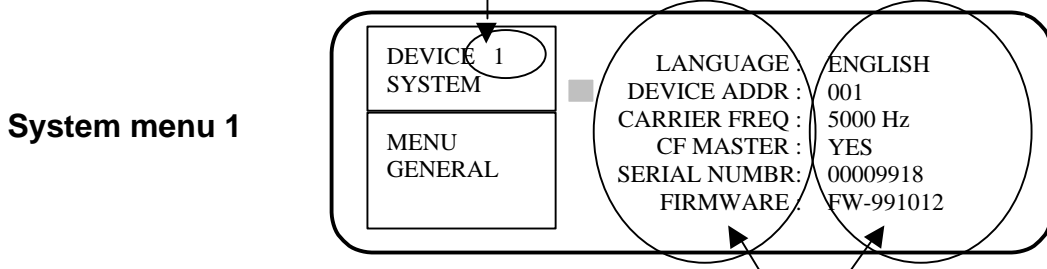 System menu 1
DEVICE 1
SYSTEM
MENU
GENERAL
LANGUAGE : ENGLISH
DEVICE ADDR : 001
CARRIER FREQ : 5000 Hz
CF MASTER : YES
SERIAL NUMBR: 00009918
FIRMWARE : FW-991012